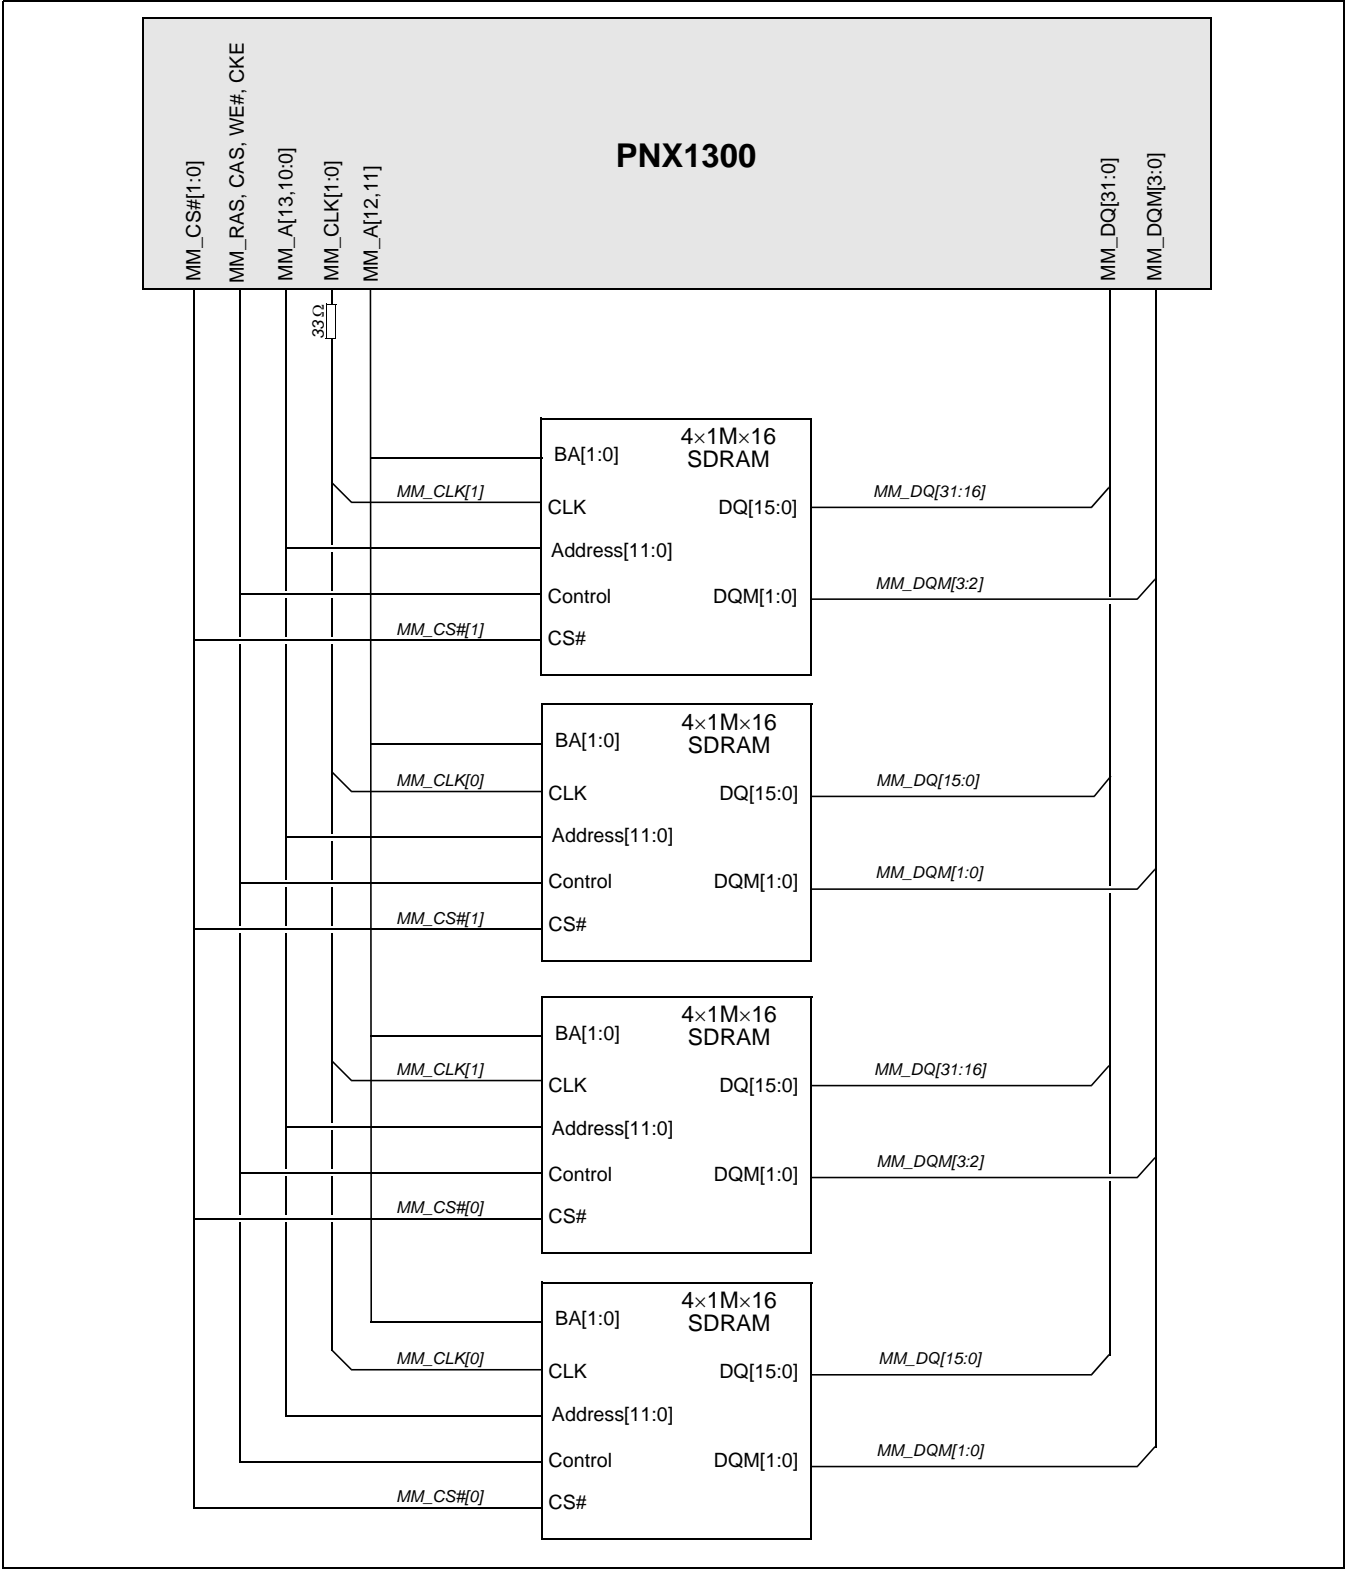 PNX1300
MM_CS#[1:0]
MM_RAS, CAS, WE#, CKE
MM_A[13,10:0]
MM_CLK[1:0]
MM_A[12,11]
MM_DQ[31:0]
MM_DQM[3:0]
33 Ω
4×1M×16
SDRAM
BA[1:0]
MM_CLK[1]
CLK
DQ[15:0]
MM_DQ[31:16]
Address[11:0]
Control
DQM[1:0]
MM_DQM[3:2]
MM_CS#[1]
CS#
4×1M×16
SDRAM
BA[1:0]
MM_CLK[0]
CLK
DQ[15:0]
MM_DQ[15:0]
Address[11:0]
Control
DQM[1:0]
MM_DQM[1:0]
MM_CS#[1]
CS#
4×1M×16
SDRAM
BA[1:0]
MM_CLK[1]
CLK
DQ[15:0]
MM_DQ[31:16]
Address[11:0]
Control
DQM[1:0]
MM_DQM[3:2]
MM_CS#[0]
CS#
4×1M×16
SDRAM
BA[1:0]
MM_CLK[0]
CLK
DQ[15:0]
MM_DQ[15:0]
Address[11:0]
Control
DQM[1:0]
MM_DQM[1:0]
MM_CS#[0]
CS#